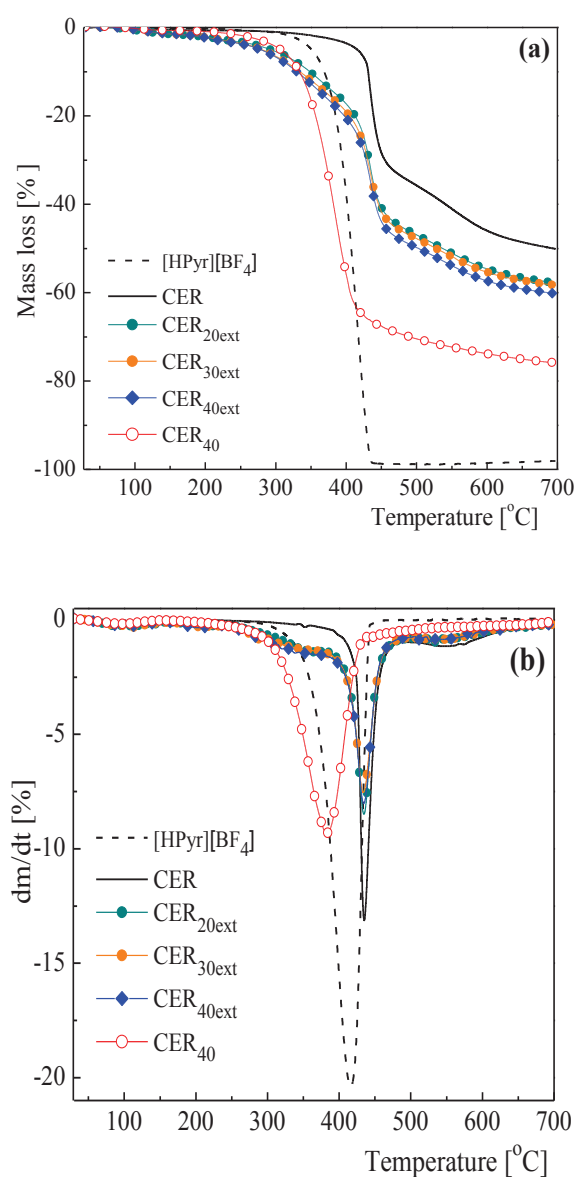 (a)
0
-20
-40
-60
-80
-100
Mass loss [% ]
[HPyr][BF4]
CER
CER20ext
CER30ext
CER40ext
CER40
100 200 300 400 500 600 700
Temperature [oC]
(b)
0
-5
-10
-15
-20
dm/dt [%]
[HPyr][BF4]
CER
CER20ext
CER30ext
CER40ext
CER40
100 200 300 400 500 600 700
Temperature [oC]